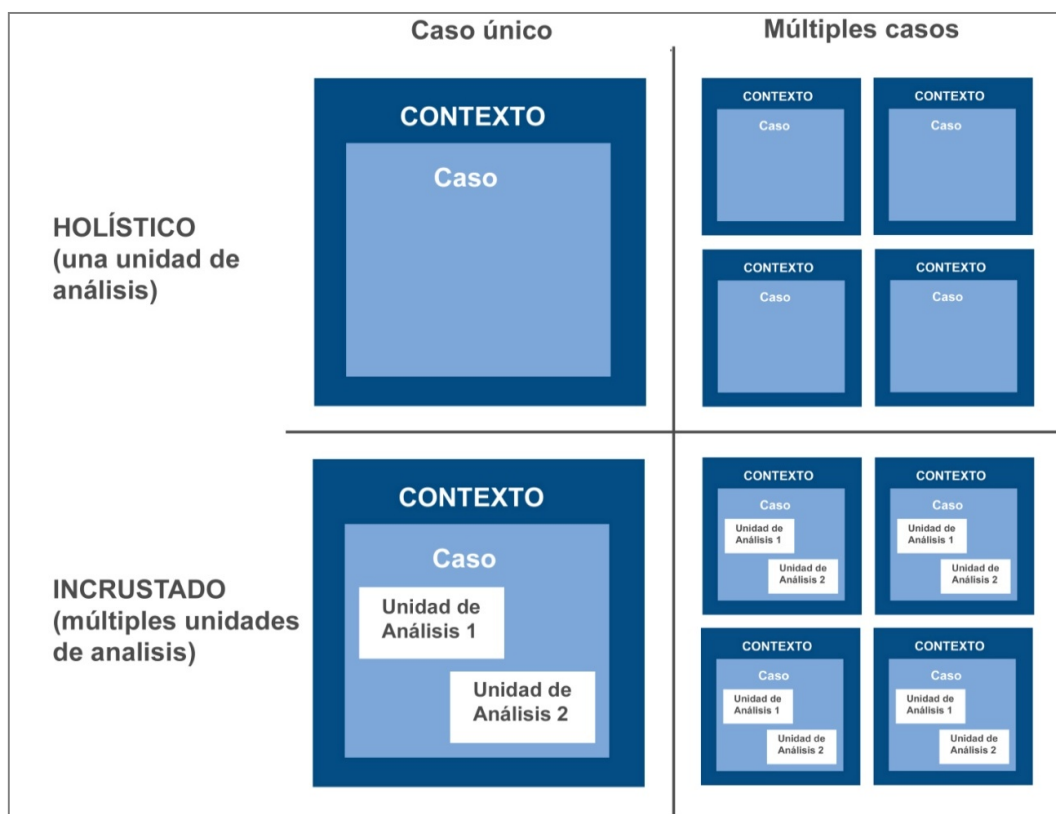 Caso único
Múltiples casos
HOLÍSTICO
(una unidad de
análisis)
CONTEXTO
Caso
CONTEXTO
Caso
CONTEXTO
Caso
CONTEXTO
Caso
CONTEXTO
Caso
INCRUSTADO
(múltiples unidades
de analisis)
CONTEXTO
Caso
Unidad de
Análisis 1
Unidad de
Análisis 2
CONTEXTO
Caso
Unidad de
Análisis 1
Unidad de
Análisis 2
CONTEXTO
Caso
Unidad de
Análisis 1
Unidad de
Análisis 2
CONTEXTO
Caso
Unidad de
Análisis 1
Unidad de
Análisis 2
CONTEXTO
Caso
Unidad de
Análisis 1
Unidad de
Análisis 2